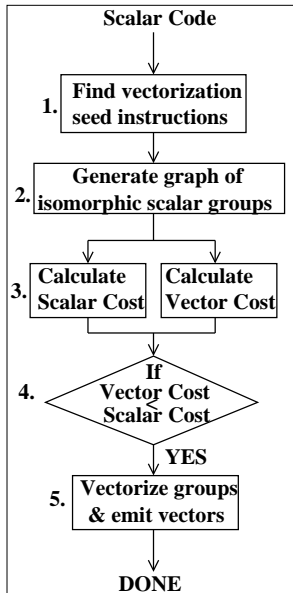 Scalar Code
1. Find vectorization
seed instructions
2. Generate graph of
isomorphic scalar groups
3. Calculate
Scalar Cost
Calculate
Vector Cost
4. If
Vector Cost
<
Scalar Cost
YES
5. Vectorize groups
& emit vectors
DONE